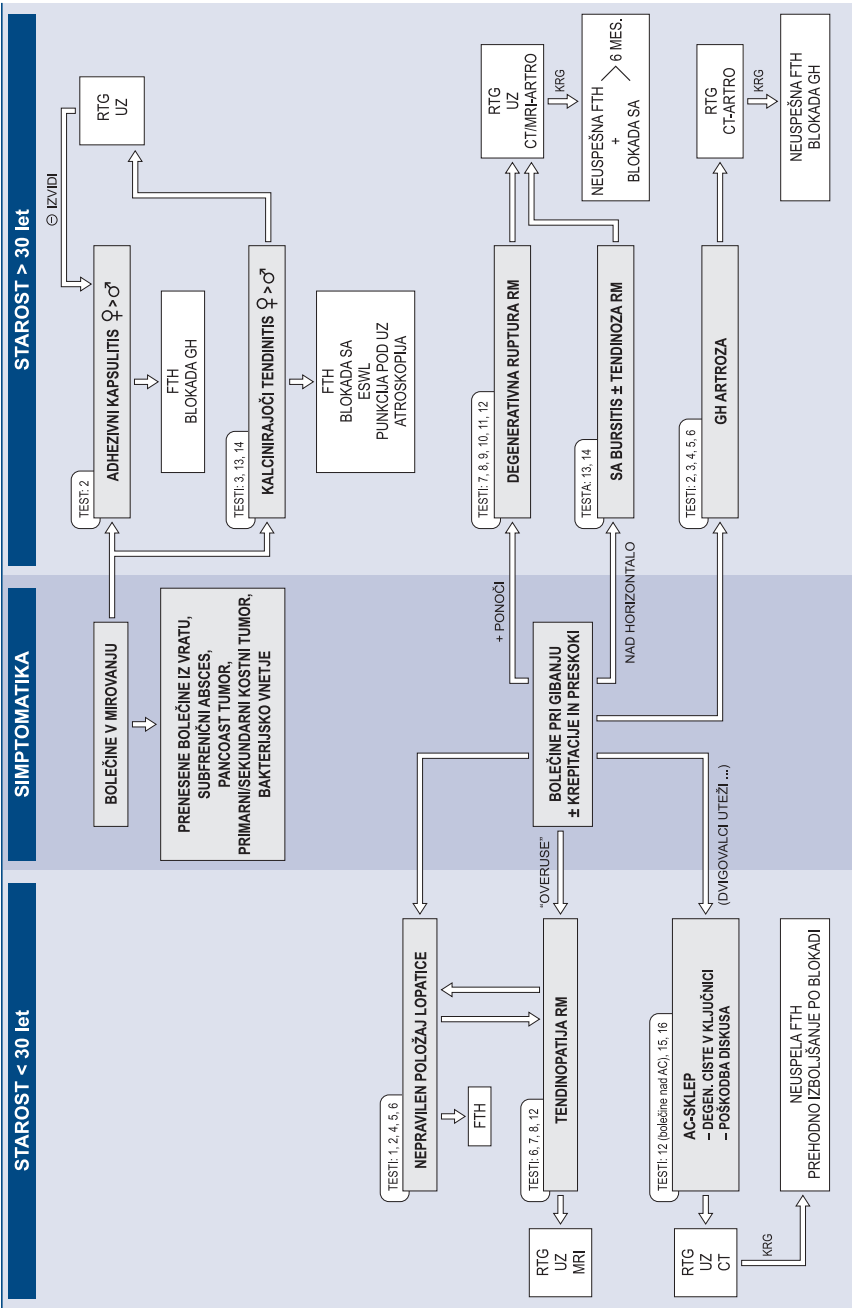 STAROST < 30 let
SIMPTOMATIKA
STAROST > 30 let
BOLEČINE V MIROVANJU
PRENESENE BOLEČINE IZ VRATU,
SUBFRENIČNI ABSCES,
PANCOAST TUMOR,
PRIMARNI/SEKUNDARNI KOSTNI TUMOR,
BAKTERIJSKO VNETJE
TEST: 2
ADHEZIVNI KAPSULITIS ♀>♂
⊖ IZVIDI
RTG
UZ
FTH
BLOKADA GH
TESTI: 3, 13, 14
KALCINIRAJOČI TENDINITIS ♀>♂
FTH
BLOKADA SA
ESWL
PUNKCIJA POD UZ
ATROSKOPIJA
TESTI: 1, 2, 4, 5, 6
NEPRAVILEN POLOŽAJ LOPATICE
FTH
TESTI: 6, 7, 8, 12
TENDINOPATIJA RM
RTG
UZ
MRI
"OVERUSE"
BOLEČINE PRI GIBANJU
± KREPITACIJE IN PRESKOKI
+ PONOČI
NAD HORIZONTALO
(DVIGOVALCI UTEŽI ...)
TESTI: 12 (bolečine nad AC), 15, 16
AC-SKLEP
– DEGEN. CISTE V KLJUČNICI
– POŠKODBA DISKUSA
RTG
UZ
CT
KRG
NEUSPELA FTH
PREHODNO IZBOLJŠANJE PO BLOKADI
TESTI: 7, 8, 9, 10, 11, 12
DEGENERATIVNA RUPTURA RM
RTG
UZ
CT/MRI-ARTRO
KRG
NEUSPEŠNA FTH
+
BLOKADA SA
> 6 MES.
TESTA: 13, 14
SA BURSITIS ± TENDINOZA RM
TESTI: 2, 3, 4, 5, 6
GH ARTROZA
RTG
CT-ARTRO
KRG
NEUSPEŠNA FTH
BLOKADA GH